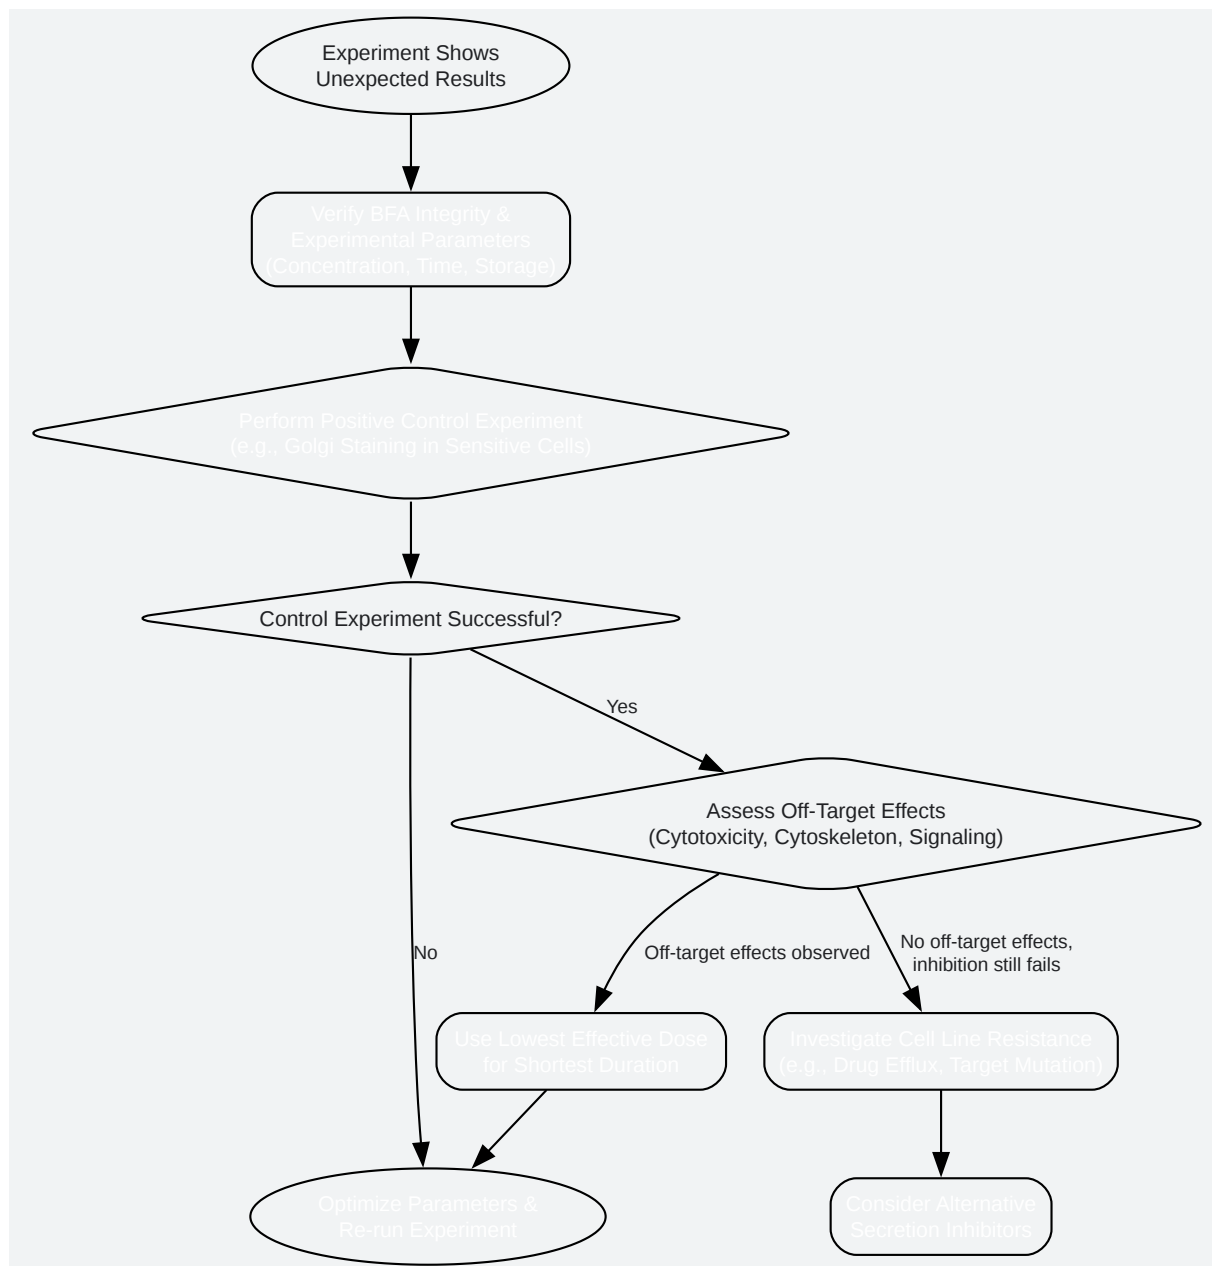 Experiment Shows
Unexpected Results
Verify BFA Integrity &
Experimental Parameters
(Concentration, Time, Storage)
Perform Positive Control Experiment
(e.g., Golgi Staining in Sensitive Cells)
Control Experiment Successful?
Yes
Assess Off-Target Effects
(Cytotoxicity, Cytoskeleton, Signaling)
No
Off-target effects observed
No off-target effects,
inhibition still fails
Use Lowest Effective Dose
for Shortest Duration
Investigate Cell Line Resistance
(e.g., Drug Efflux, Target Mutation)
Optimize Parameters &
Re-run Experiment
Consider Alternative
Secretion Inhibitors